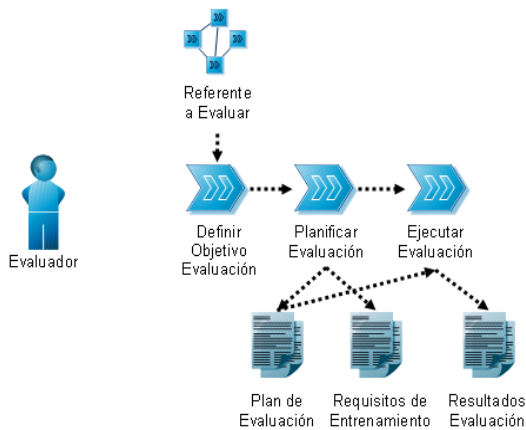 Referente
a Evaluar
Evaluador
Definir
Objetivo
Evaluación
Planificar
Evaluación
Ejecutar
Evaluación
Plan de
Evaluación
Requisitos de
Entrenamiento
Resultados
Evaluación